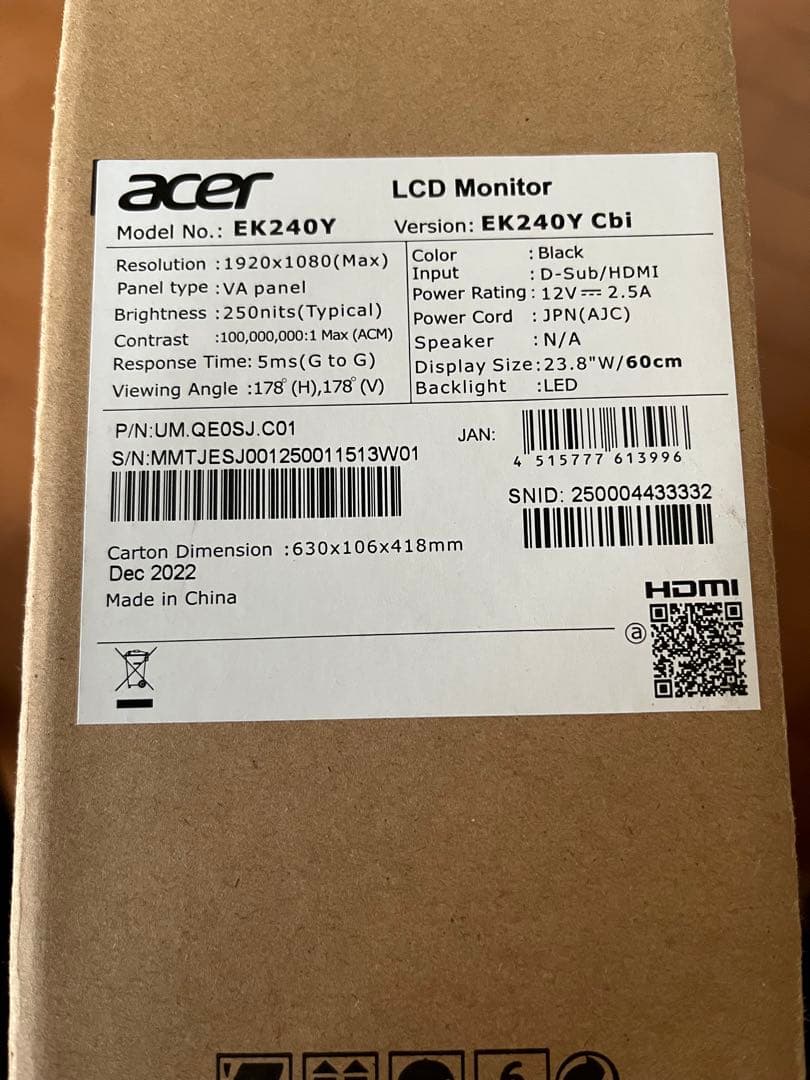 acer
LCD Monitor
Model No.: EK240Y
Version: EK240Y Cbi
Resolution :1920x1080(Max)
Panel type :VA panel
Brightness :250nits(Typical)
Contrast :100,000,000:1 Max (ACM)
Response Time: 5ms(G to G)
Viewing Angle :178° (H),178° (V)
Color :Black
Input : D-Sub/HDMI
Power Rating: 12V⎓ 2.5A
Power Cord : JPN(AJC)
Speaker : N/A
Display Size:23.8"W/60cm
Backlight :LED
P/N:UM.QE0SJ.C01
S/N:MMTJESJ001250011513W01
JAN:
4 515777 613996
SNID: 250004433332
Carton Dimension :630x106x418mm
Dec 2022
Made in China
HDMI
ⓐ
6